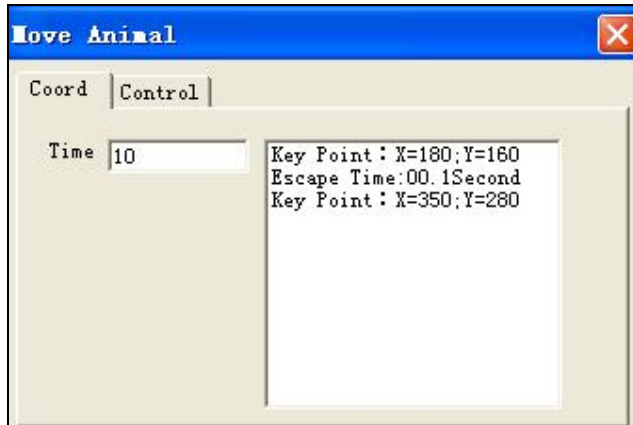 Move Animal
Coord Control
Time 10
Key Point：X=180;Y=160
Escape Time:00.1Second
Key Point：X=350;Y=280